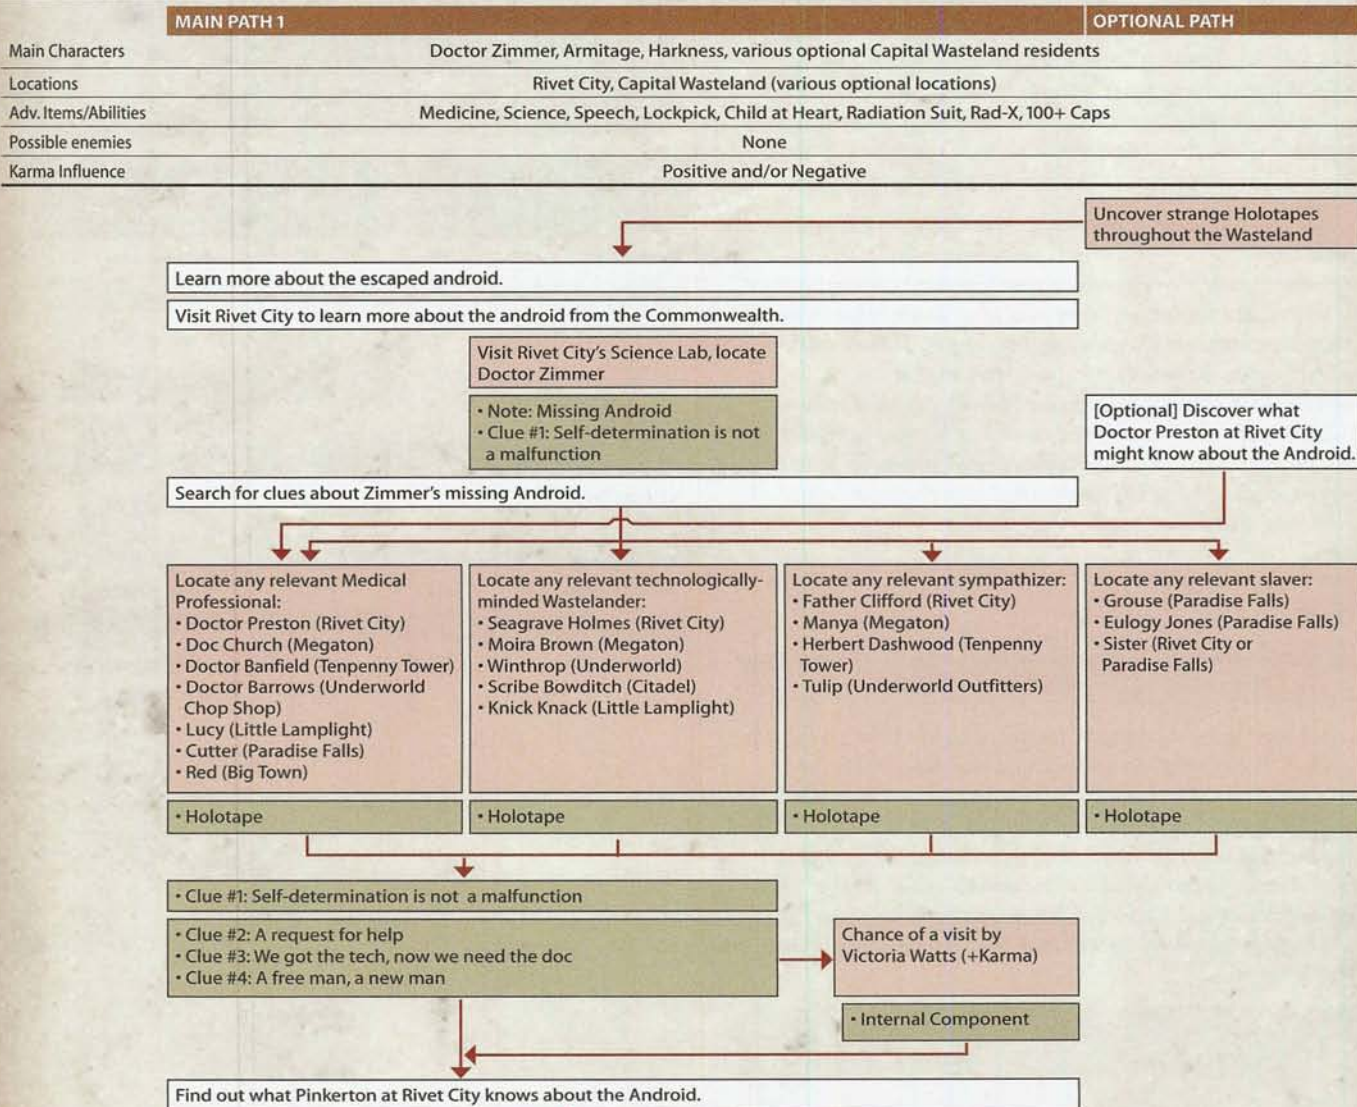 MAIN PATH 1
OPTIONAL PATH
Main Characters
Doctor Zimmer, Armitage, Harkness, various optional Capital Wasteland residents
Locations
Rivet City, Capital Wasteland (various optional locations)
Adv. Items/Abilities
Medicine, Science, Speech, Lockpick, Child at Heart, Radiation Suit, Rad-X, 100+ Caps
Possible enemies
None
Karma Influence
Positive and/or Negative
Uncover strange Holotapes
throughout the Wasteland
Learn more about the escaped android.
Visit Rivet City to learn more about the android from the Commonwealth.
Visit Rivet City's Science Lab, locate
Doctor Zimmer
• Note: Missing Android
• Clue #1: Self-determination is not
a malfunction
[Optional] Discover what
Doctor Preston at Rivet City
might know about the Android.
Search for clues about Zimmer's missing Android.
Locate any relevant Medical
Professional:
• Doctor Preston (Rivet City)
• Doc Church (Megaton)
• Doctor Banfield (Tenpenny Tower)
• Doctor Barrows (Underworld
Chop Shop)
• Lucy (Little Lamplight)
• Cutter (Paradise Falls)
• Red (Big Town)
• Holotape
Locate any relevant technologically-
minded Wastelander:
• Seagrave Holmes (Rivet City)
• Moira Brown (Megaton)
• Winthrop (Underworld)
• Scribe Bowditch (Citadel)
• Knick Knack (Little Lamplight)
• Holotape
Locate any relevant sympathizer:
• Father Clifford (Rivet City)
• Manya (Megaton)
• Herbert Dashwood (Tenpenny
Tower)
• Tulip (Underworld Outfitters)
• Holotape
Locate any relevant slaver:
• Grouse (Paradise Falls)
• Eulogy Jones (Paradise Falls)
• Sister (Rivet City or
Paradise Falls)
• Holotape
• Clue #1: Self-determination is not a malfunction
• Clue #2: A request for help
• Clue #3: We got the tech, now we need the doc
• Clue #4: A free man, a new man
Chance of a visit by
Victoria Watts (+Karma)
• Internal Component
Find out what Pinkerton at Rivet City knows about the Android.